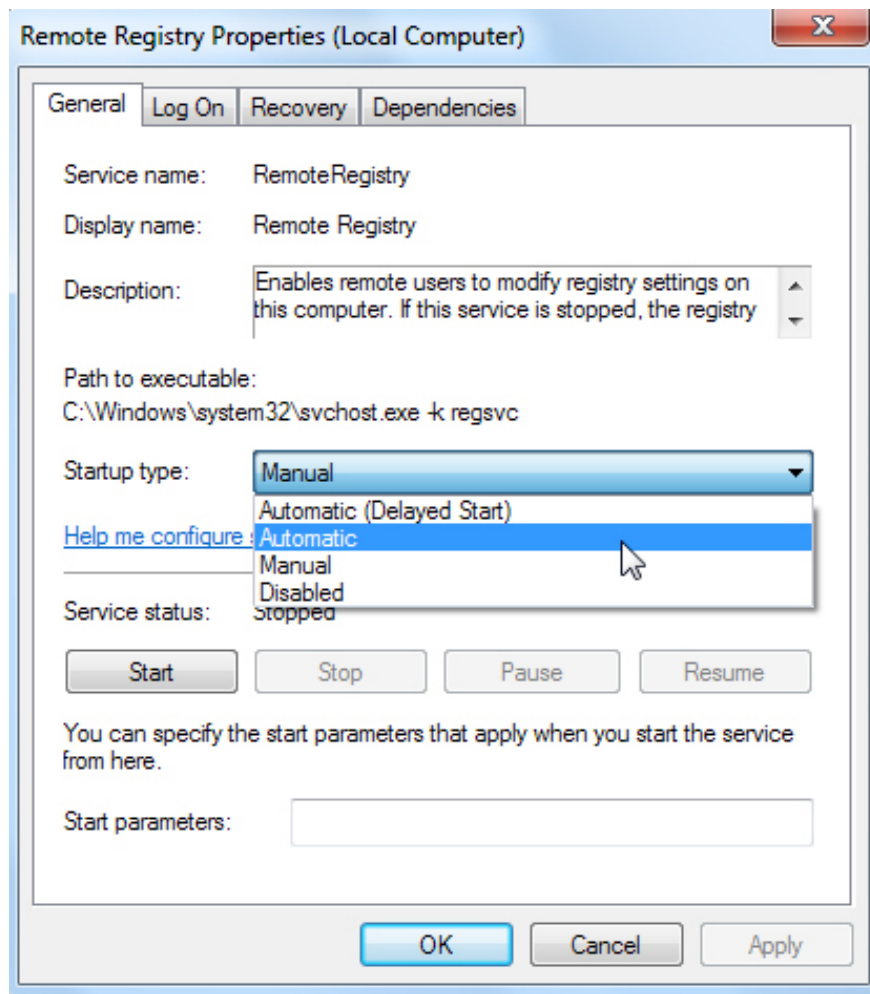 Remote Registry Properties (Local Computer)
General Log On Recovery Dependencies
Service name: RemoteRegistry
Display name: Remote Registry
Description: Enables remote users to modify registry settings on
this computer. If this service is stopped, the registry
Path to executable:
C:\Windows\system32\svchost.exe -k regsvc
Startup type: Manual
Automatic (Delayed Start)
Help me configure Automatic
Manual
Disabled
Service status: Stopped
Start Stop Pause Resume
You can specify the start parameters that apply when you start the service
from here.
Start parameters:
OK Cancel Apply